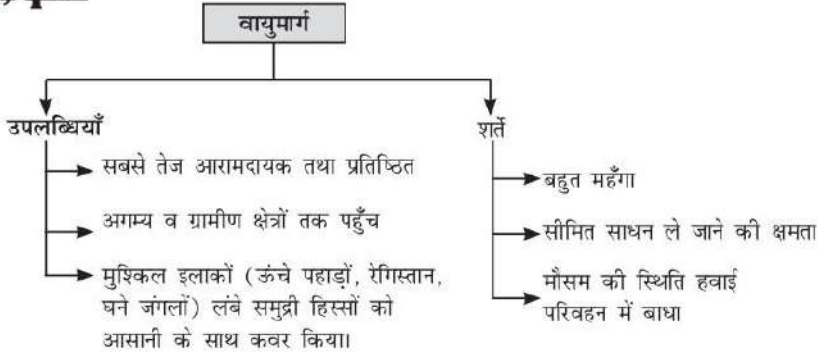 वायुमार्ग
उपलब्धियाँ
सबसे तेज आरामदायक तथा प्रतिष्ठित
अगम्य व ग्रामीण क्षेत्रों तक पहुँच
मुश्किल इलाकों (ऊंचे पहाड़ों, रेगिस्तान,
घने जंगलों) लंबे समुद्री हिस्सों को
आसानी के साथ कवर किया।
शर्ते
बहुत महँगा
सीमित साधन ले जाने की क्षमता
मौसम की स्थिति हवाई
परिवहन में बाधा